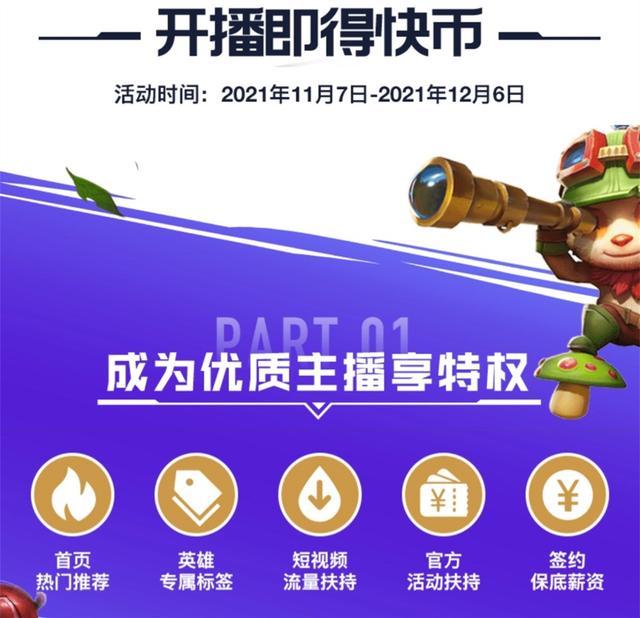 开播即得快币
活动时间：2021年11月7日-2021年12月6日
PART 01
成为优质主播享特权
首页
热门推荐
英雄
专属标签
短视频
流量扶持
官方
活动扶持
签约
保底薪资